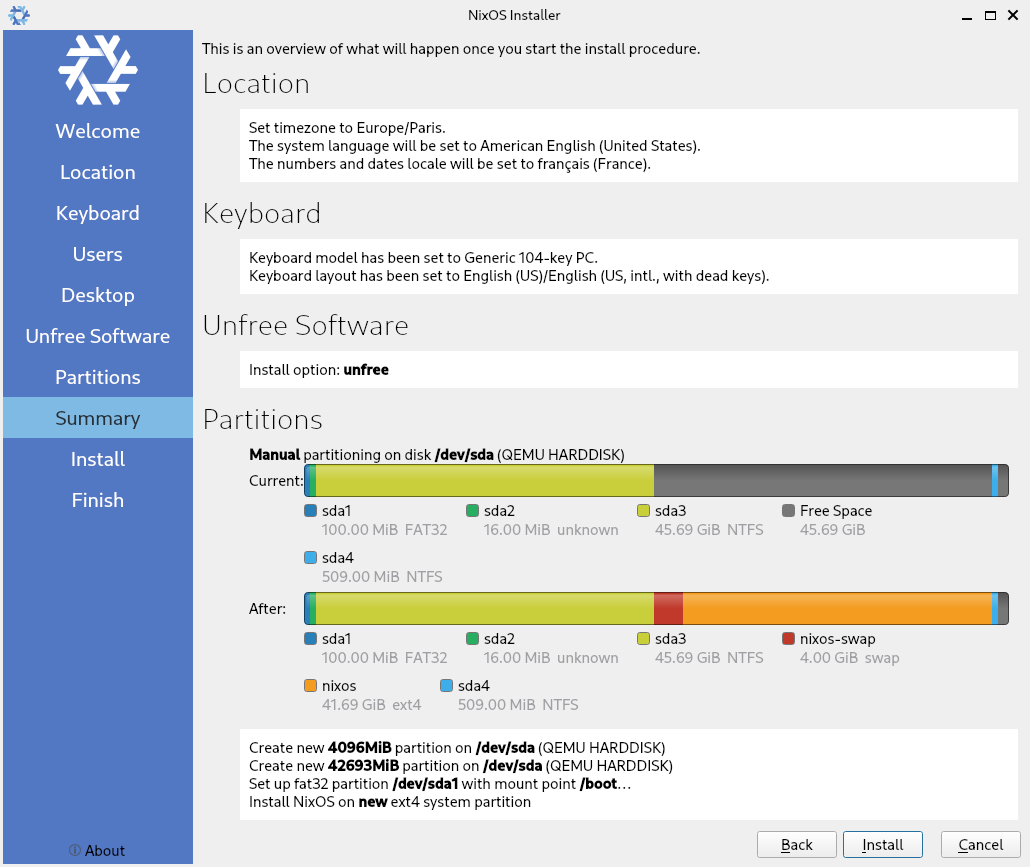 NixOS Installer
Welcome
Location
Keyboard
Users
Desktop
Unfree Software
Partitions
Summary
Install
Finish
About
This is an overview of what will happen once you start the install procedure.
Location
Set timezone to Europe/Paris.
The system language will be set to American English (United States).
The numbers and dates locale will be set to français (France).
Keyboard
Keyboard model has been set to Generic 104-key PC.
Keyboard layout has been set to English (US)/English (US, intl., with dead keys).
Unfree Software
Install option: unfree
Partitions
Manual partitioning on disk /dev/sda (QEMU HARDDISK)
Current:
sda1 sda2 sda3 Free Space
100.00 MiB FAT32 16.00 MiB unknown 45.69 GiB NTFS 45.69 GiB
sda4
509.00 MiB NTFS
After:
sda1 sda2 sda3 nixos-swap
100.00 MiB FAT32 16.00 MiB unknown 45.69 GiB NTFS 4.00 GiB swap
nixos sda4
41.69 GiB ext4 509.00 MiB NTFS
Create new 4096MiB partition on /dev/sda (QEMU HARDDISK)
Create new 42693MiB partition on /dev/sda (QEMU HARDDISK)
Set up fat32 partition /dev/sda1 with mount point /boot…
Install NixOS on new ext4 system partition
Back Install Cancel